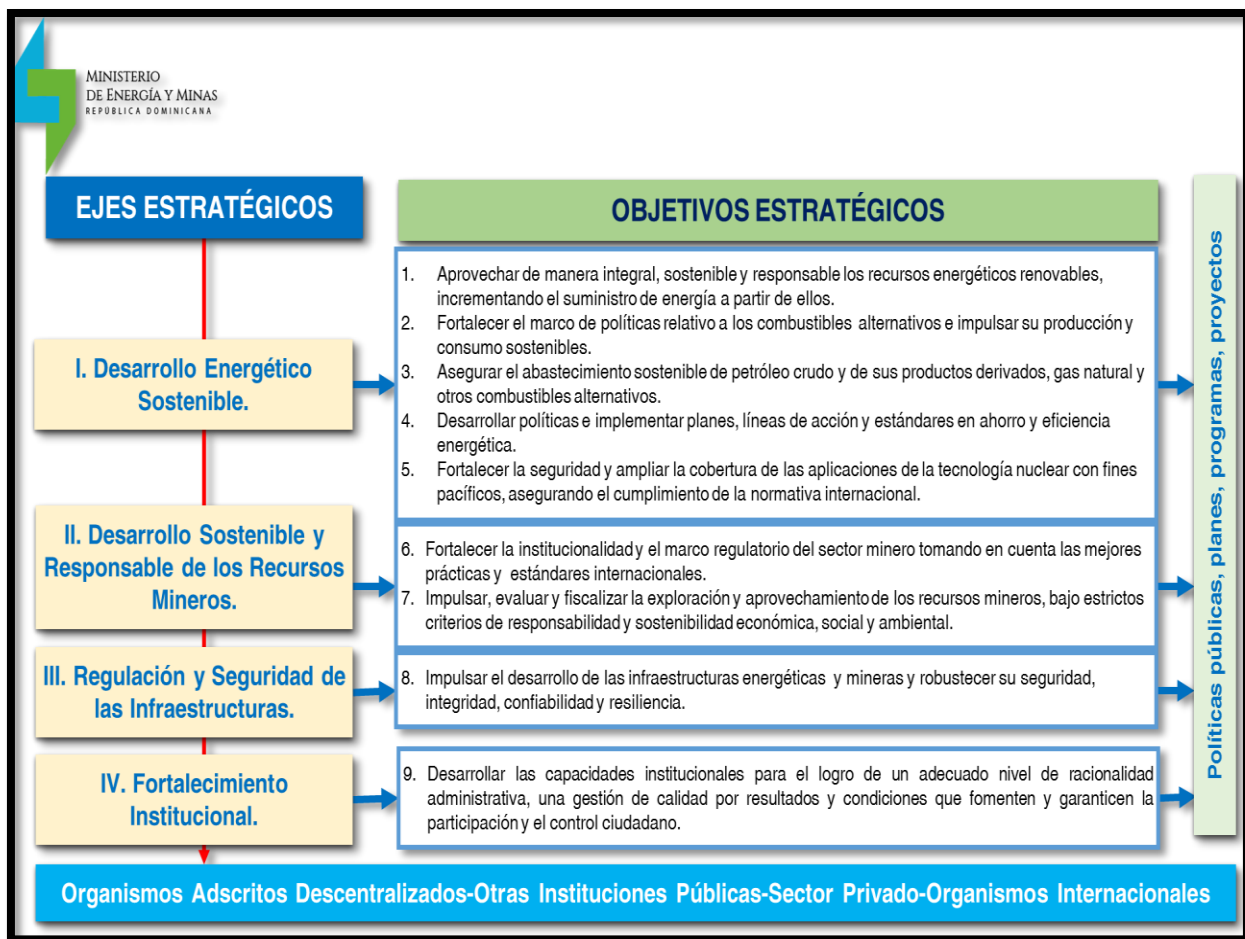 MINISTERIO
DE ENERGÍA Y MINAS
REPÚBLICA DOMINICANA
EJES ESTRATÉGICOS
OBJETIVOS ESTRATÉGICOS
I. Desarrollo Energético
Sostenible.
1. Aprovechar de manera integral, sostenible y responsable los recursos energéticos renovables,
incrementando el suministro de energía a partir de ellos.
2. Fortalecer el marco de políticas relativo a los combustibles alternativos e impulsar su producción y
consumo sostenibles.
3. Asegurar el abastecimiento sostenible de petróleo crudo y de sus productos derivados, gas natural y
otros combustibles alternativos.
4. Desarrollar políticas e implementar planes, líneas de acción y estándares en ahorro y eficiencia
energética.
5. Fortalecer la seguridad y ampliar la cobertura de las aplicaciones de la tecnología nuclear con fines
pacíficos, asegurando el cumplimiento de la normativa internacional.
II. Desarrollo Sostenible y
Responsable de los Recursos
Mineros.
6. Fortalecer la institucionalidad y el marco regulatorio del sector minero tomando en cuenta las mejores
prácticas y estándares internacionales.
7. Impulsar, evaluar y fiscalizar la exploración y aprovechamiento de los recursos mineros, bajo estrictos
criterios de responsabilidad y sostenibilidad económica, social y ambiental.
III. Regulación y Seguridad de
las Infraestructuras.
8. Impulsar el desarrollo de las infraestructuras energéticas y mineras y robustecer su seguridad,
integridad, confiabilidad y resiliencia.
IV. Fortalecimiento
Institucional.
9. Desarrollar las capacidades institucionales para el logro de un adecuado nivel de racionalidad
administrativa, una gestión de calidad por resultados y condiciones que fomenten y garanticen la
participación y el control ciudadano.
Políticas públicas, planes, programas, proyectos
Organismos Adscritos Descentralizados-Otras Instituciones Públicas-Sector Privado-Organismos Internacionales